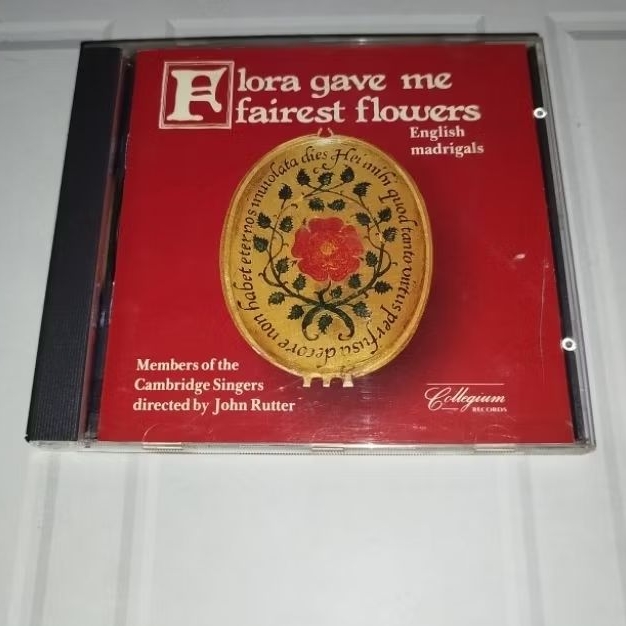 Flora gave me
fairest flowers
English
madrigals
Hei mihi quod tanto virtus perfusa decore non habet eternos inviolata dies
Members of the
Cambridge Singers
directed by John Rutter
Collegium
RECORDS